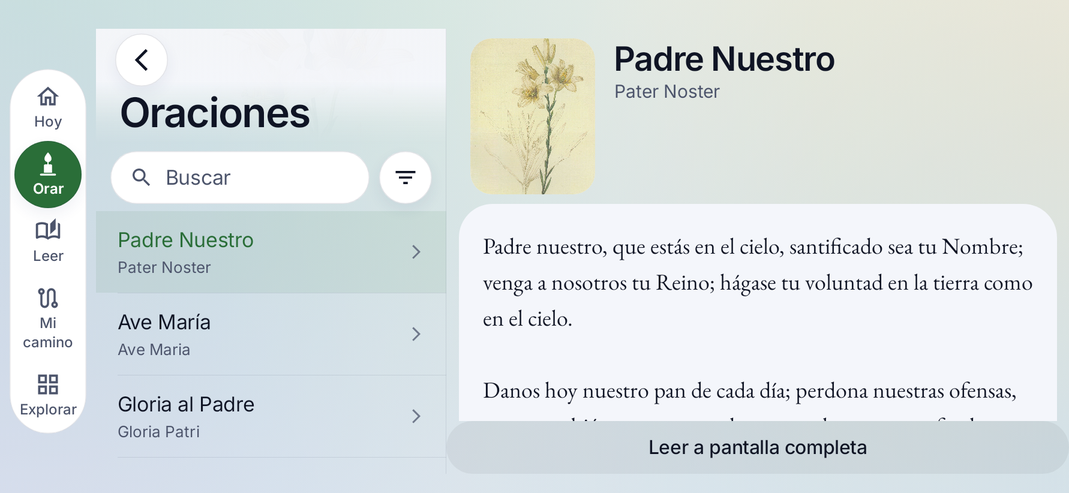 Hoy
Orar
Leer
Mi
camino
Explorar
Oraciones
Buscar
Padre Nuestro
Pater Noster
Ave María
Ave Maria
Gloria al Padre
Gloria Patri
Padre Nuestro
Pater Noster
Padre nuestro, que estás en el cielo, santificado sea tu Nombre;
venga a nosotros tu Reino; hágase tu voluntad en la tierra como
en el cielo.
Danos hoy nuestro pan de cada día; perdona nuestras ofensas,
Leer a pantalla completa